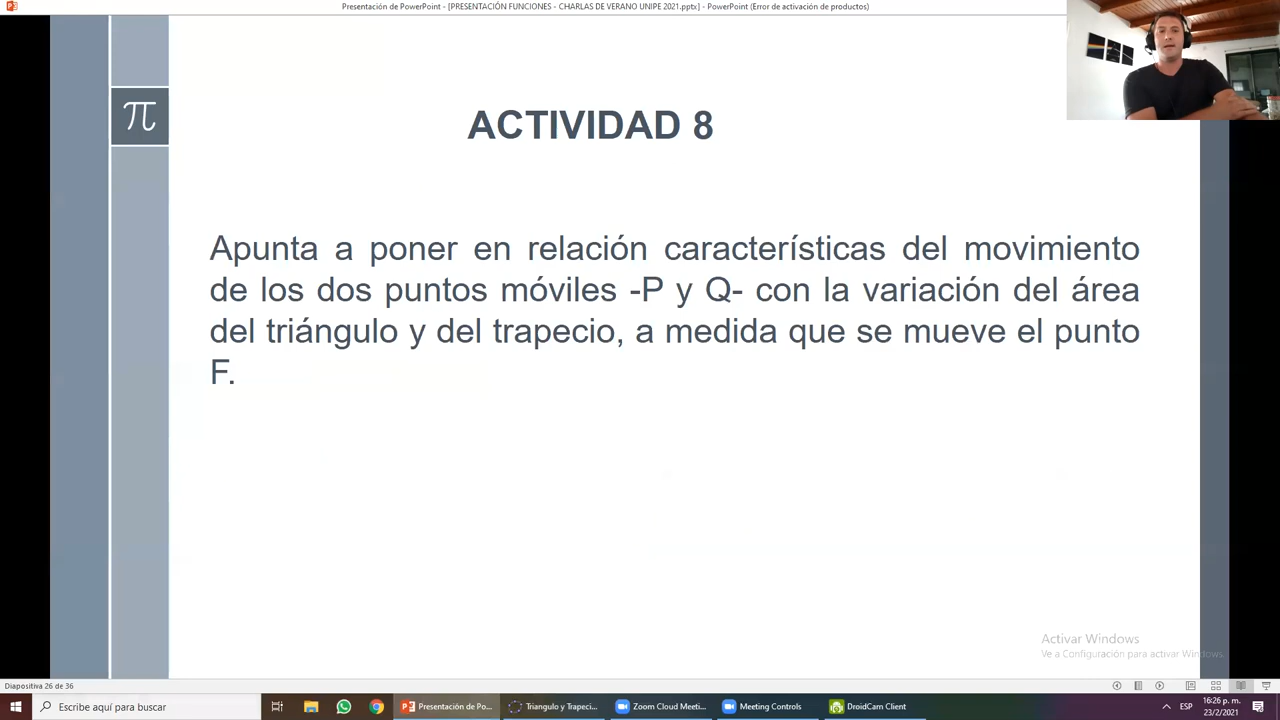 Presentación de PowerPoint - [PRESENTACIÓN FUNCIONES - CHARLAS DE VERANO UNIPE 2021.pptx] - PowerPoint (Error de activación de productos)
π
ACTIVIDAD 8
Apunta a poner en relación características del movimiento
de los dos puntos móviles -P y Q- con la variación del área
del triángulo y del trapecio, a medida que se mueve el punto
F.
Activar Windows
Ve a Configuración para activar Windows.
Diapositiva 26 de 36
Escribe aquí para buscar
Presentación de Po...
Triangulo y Trapeci...
Zoom Cloud Meeti...
Meeting Controls
DroidCam Client
ESP
16:26 p. m.
23/2/2021